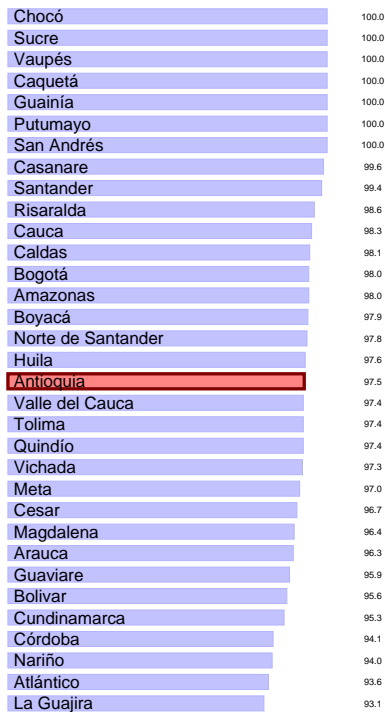 Chocó 100.0
Sucre 100.0
Vaupés 100.0
Caquetá 100.0
Guainía 100.0
Putumayo 100.0
San Andrés 100.0
Casanare 99.6
Santander 99.4
Risaralda 98.6
Cauca 98.3
Caldas 98.1
Bogotá 98.0
Amazonas 98.0
Boyacá 97.9
Norte de Santander 97.8
Huila 97.6
Antioquia 97.5
Valle del Cauca 97.4
Tolima 97.4
Quindío 97.4
Vichada 97.3
Meta 97.0
Cesar 96.7
Magdalena 96.4
Arauca 96.3
Guaviare 95.9
Bolivar 95.6
Cundinamarca 95.3
Córdoba 94.1
Nariño 94.0
Atlántico 93.6
La Guajira 93.1